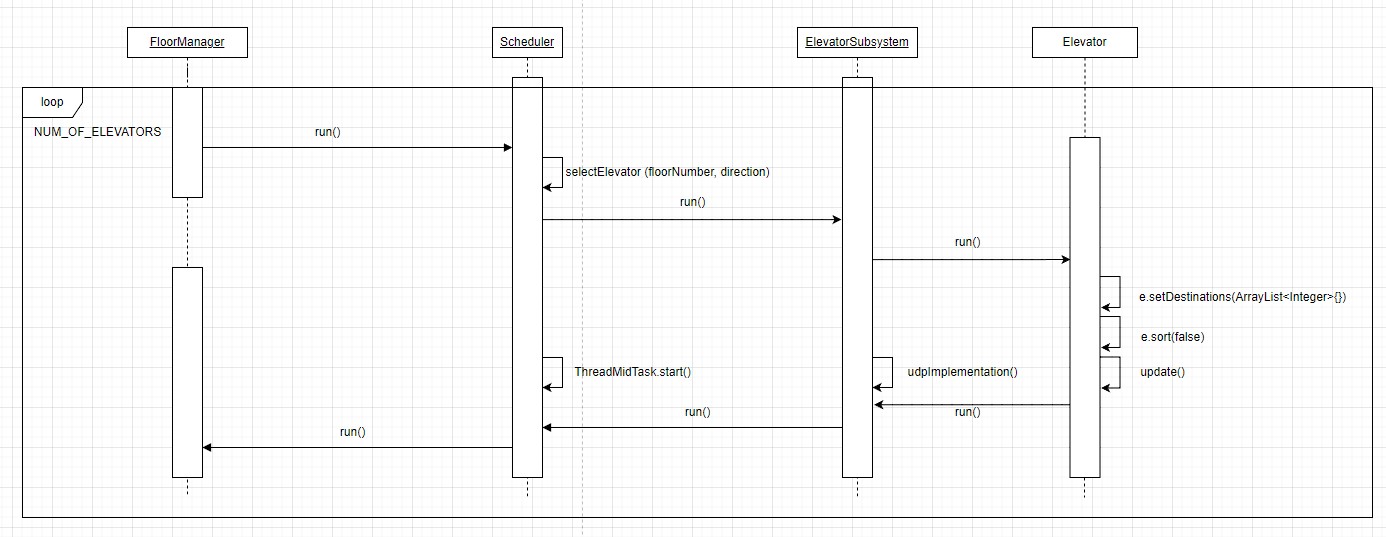 FloorManager
Scheduler
ElevatorSubsystem
Elevator
loop
NUM_OF_ELEVATORS
run()
selectElevator (floorNumber, direction)
run()
run()
e.setDestinations(ArrayList<Integer>{})
e.sort(false)
ThreadMidTask.start()
udpImplementation()
update()
run()
run()
run()